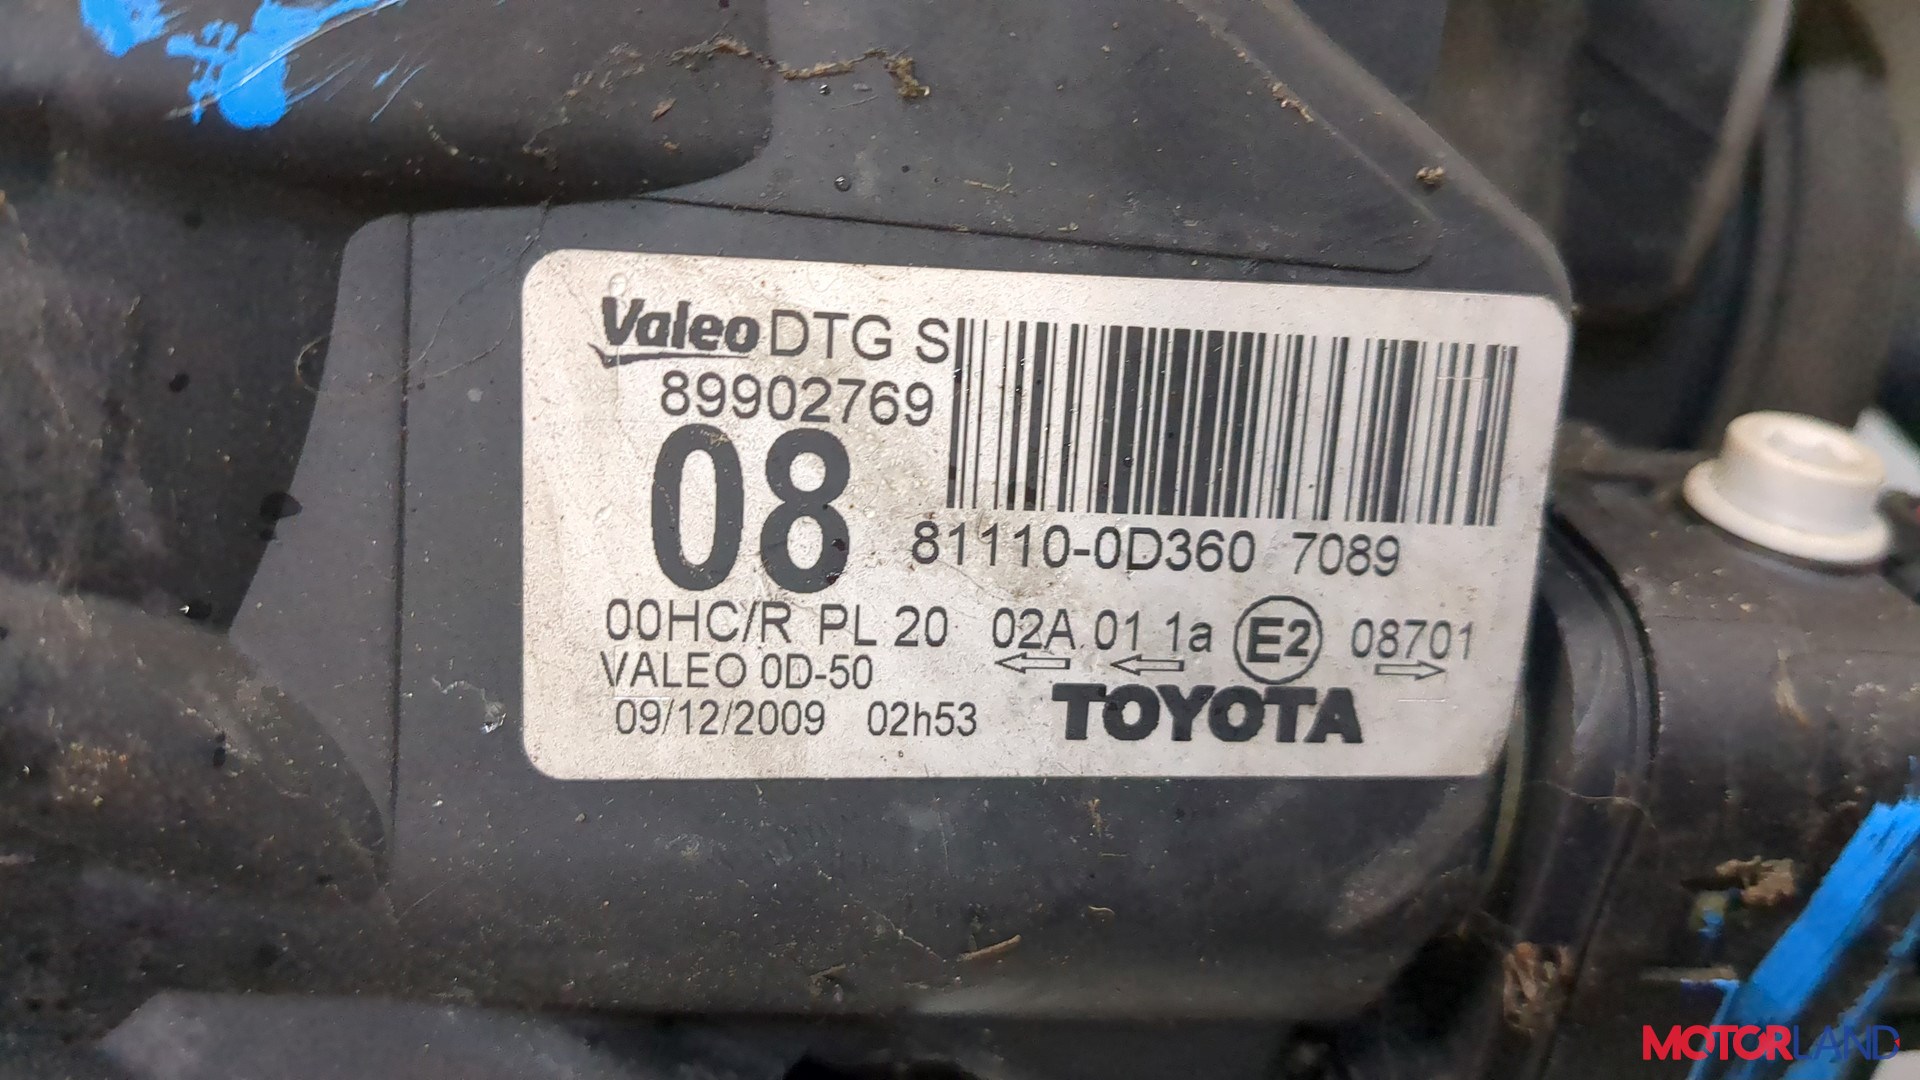 Valeo DTG S
89902769
08
81110-0D360 7089
00HC/R PL 20 02A 01 1a E2 08701
VALEO 0D-50
09/12/2009 02h53
TOYOTA
MOTORLAND